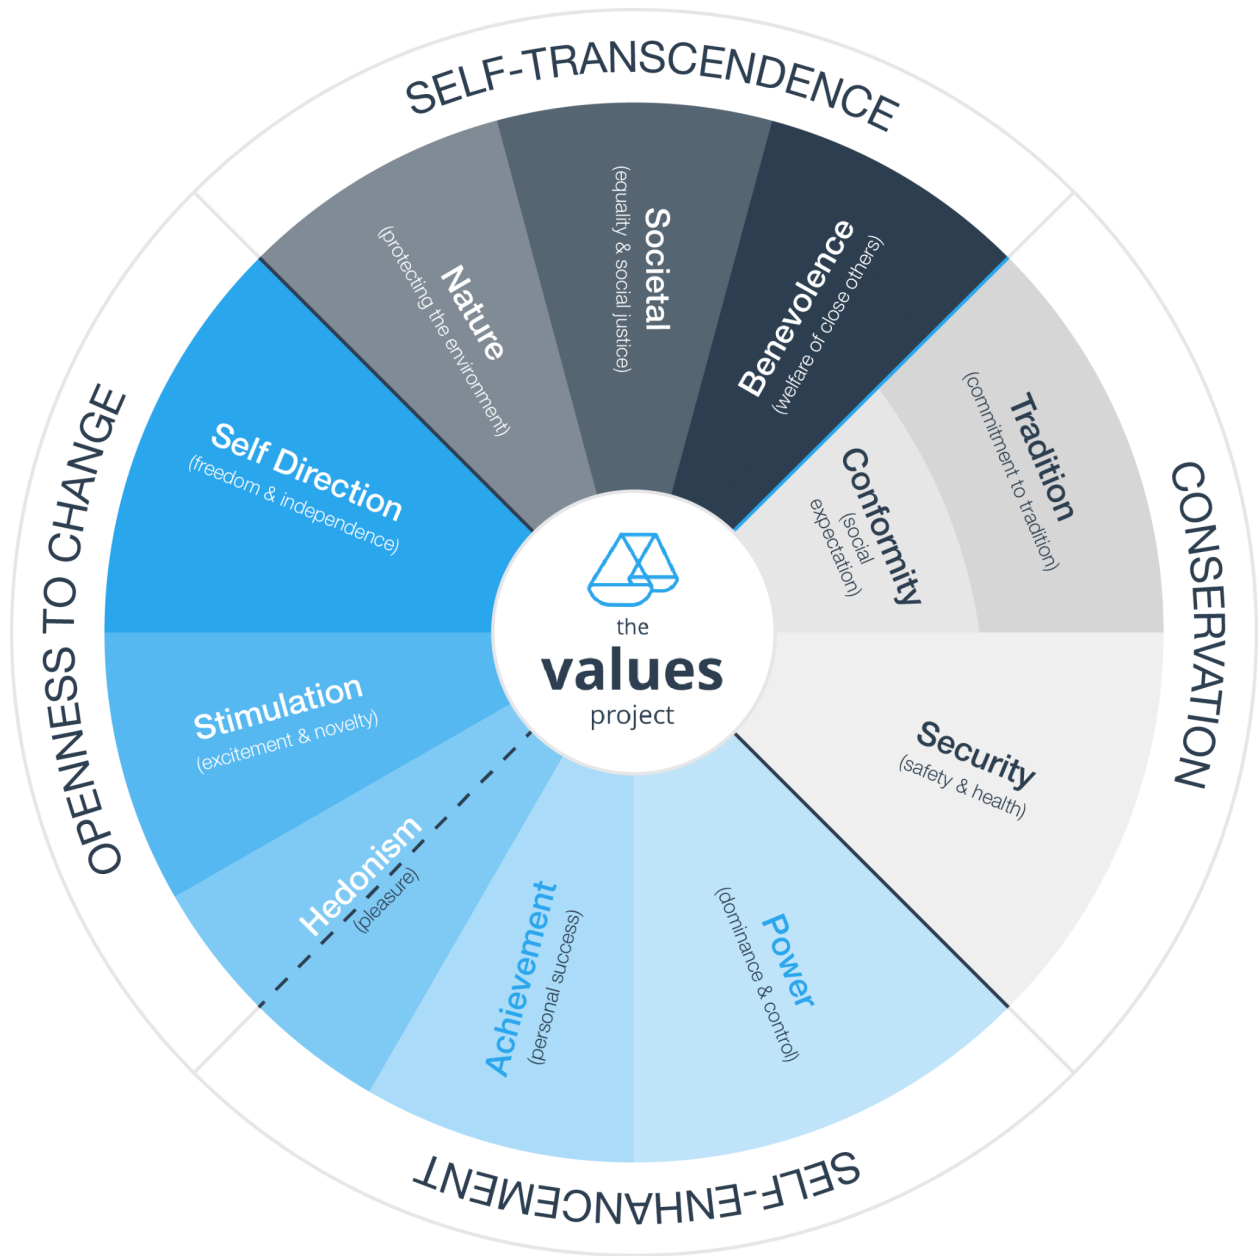 SELF-TRANSCENDENCE
Nature
(protecting the environment)
Societal
(equality & social justice)
Benevolence
(welfare of close others)
CONSERVATION
Tradition
(commitment to tradition)
Conformity
(social
expectation)
Security
(safety & health)
SELF-ENHANCEMENT
Power
(dominance & control)
Achievement
(personal success)
Hedonism
(pleasure)
OPENNESS TO CHANGE
Stimulation
(excitement & novelty)
Self Direction
(freedom & independence)
the
values
project